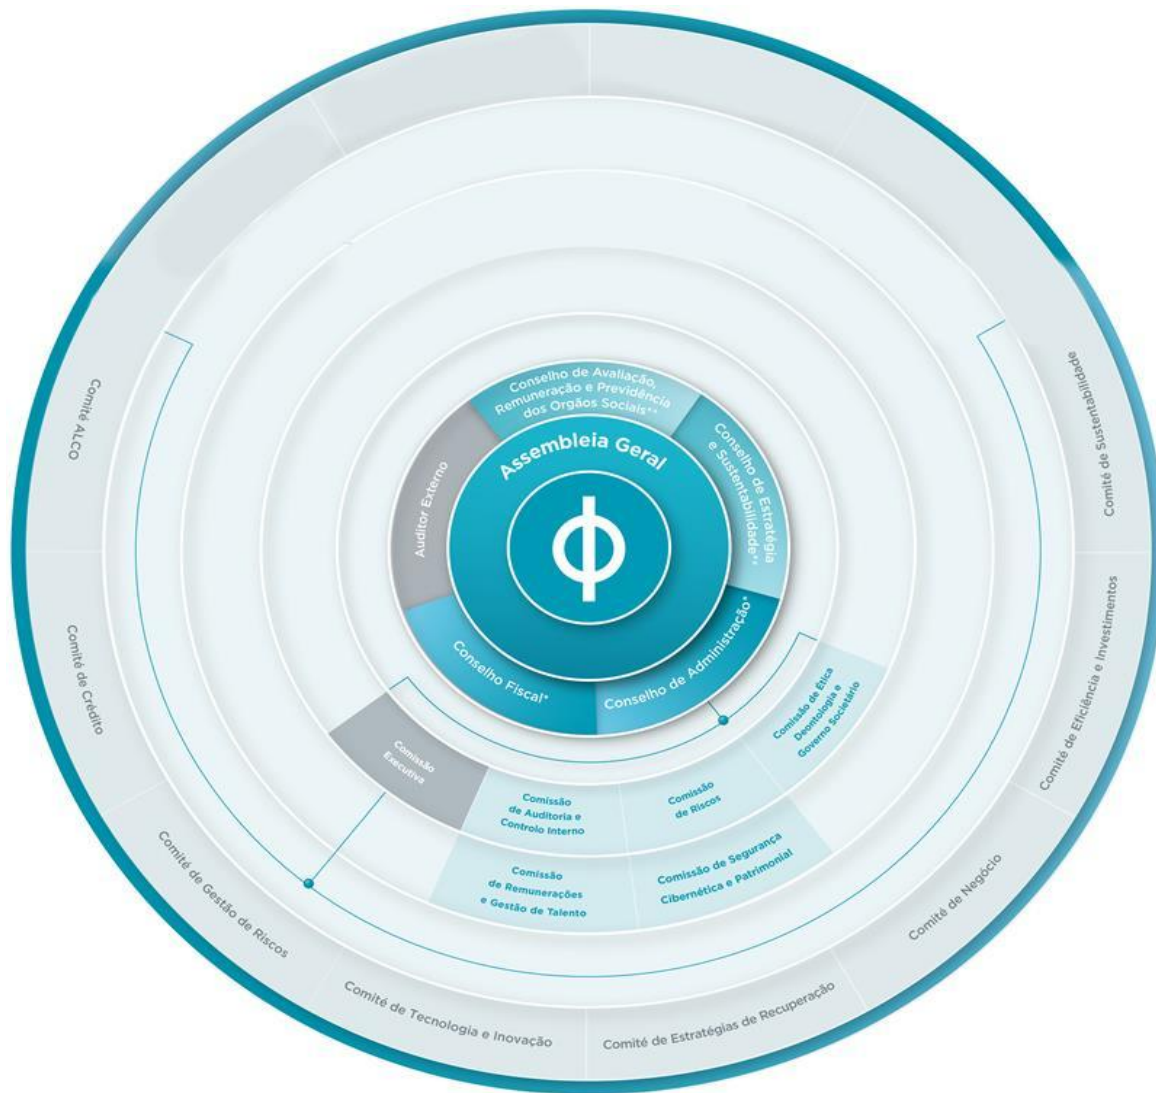 Conselho de Avaliação,
Remuneração e Previdência
dos Orgãos Sociais**
Assembleia Geral
Auditor Externo
Conselho de Estratégia
e Sustentabilidade**
Conselho Fiscal*
Conselho de Administração*
Comissão
Executiva
Comissão
de Auditoria e
Controlo Interno
Comissão
de Riscos
Comissão de Ética
Deontologia e
Governo Societário
Comissão
de Remunerações
e Gestão de Talento
Comissão de Segurança
Cibernética e Patrimonial
Comité ALCO
Comité de Crédito
Comité de Gestão de Riscos
Comité de Tecnologia e Inovação
Comité de Estratégias de Recuperação
Comité de Negócio
Comité de Eficiência e Investimentos
Comité de Sustentabilidade